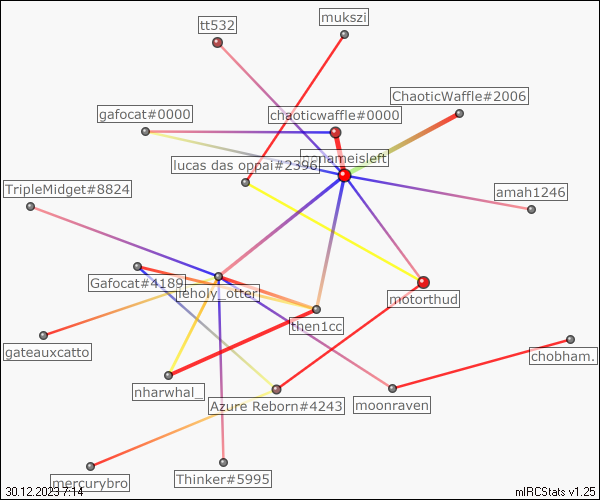 mukszi
tt532
ChaoticWaffle#2006
gafocat#0000
chaoticwaffle#0000
nameisleft
lucas das oppai#2396
TripleMidget#8824
amah1246
Gafocat#4189
lieholy_otter
motorthud
then1cc
gateauxcatto
chobham.
nharwhal_
Azure Reborn#4243
moonraven
mercurybro
Thinker#5995
30.12.2023 7:14
mIRCStats v1.25